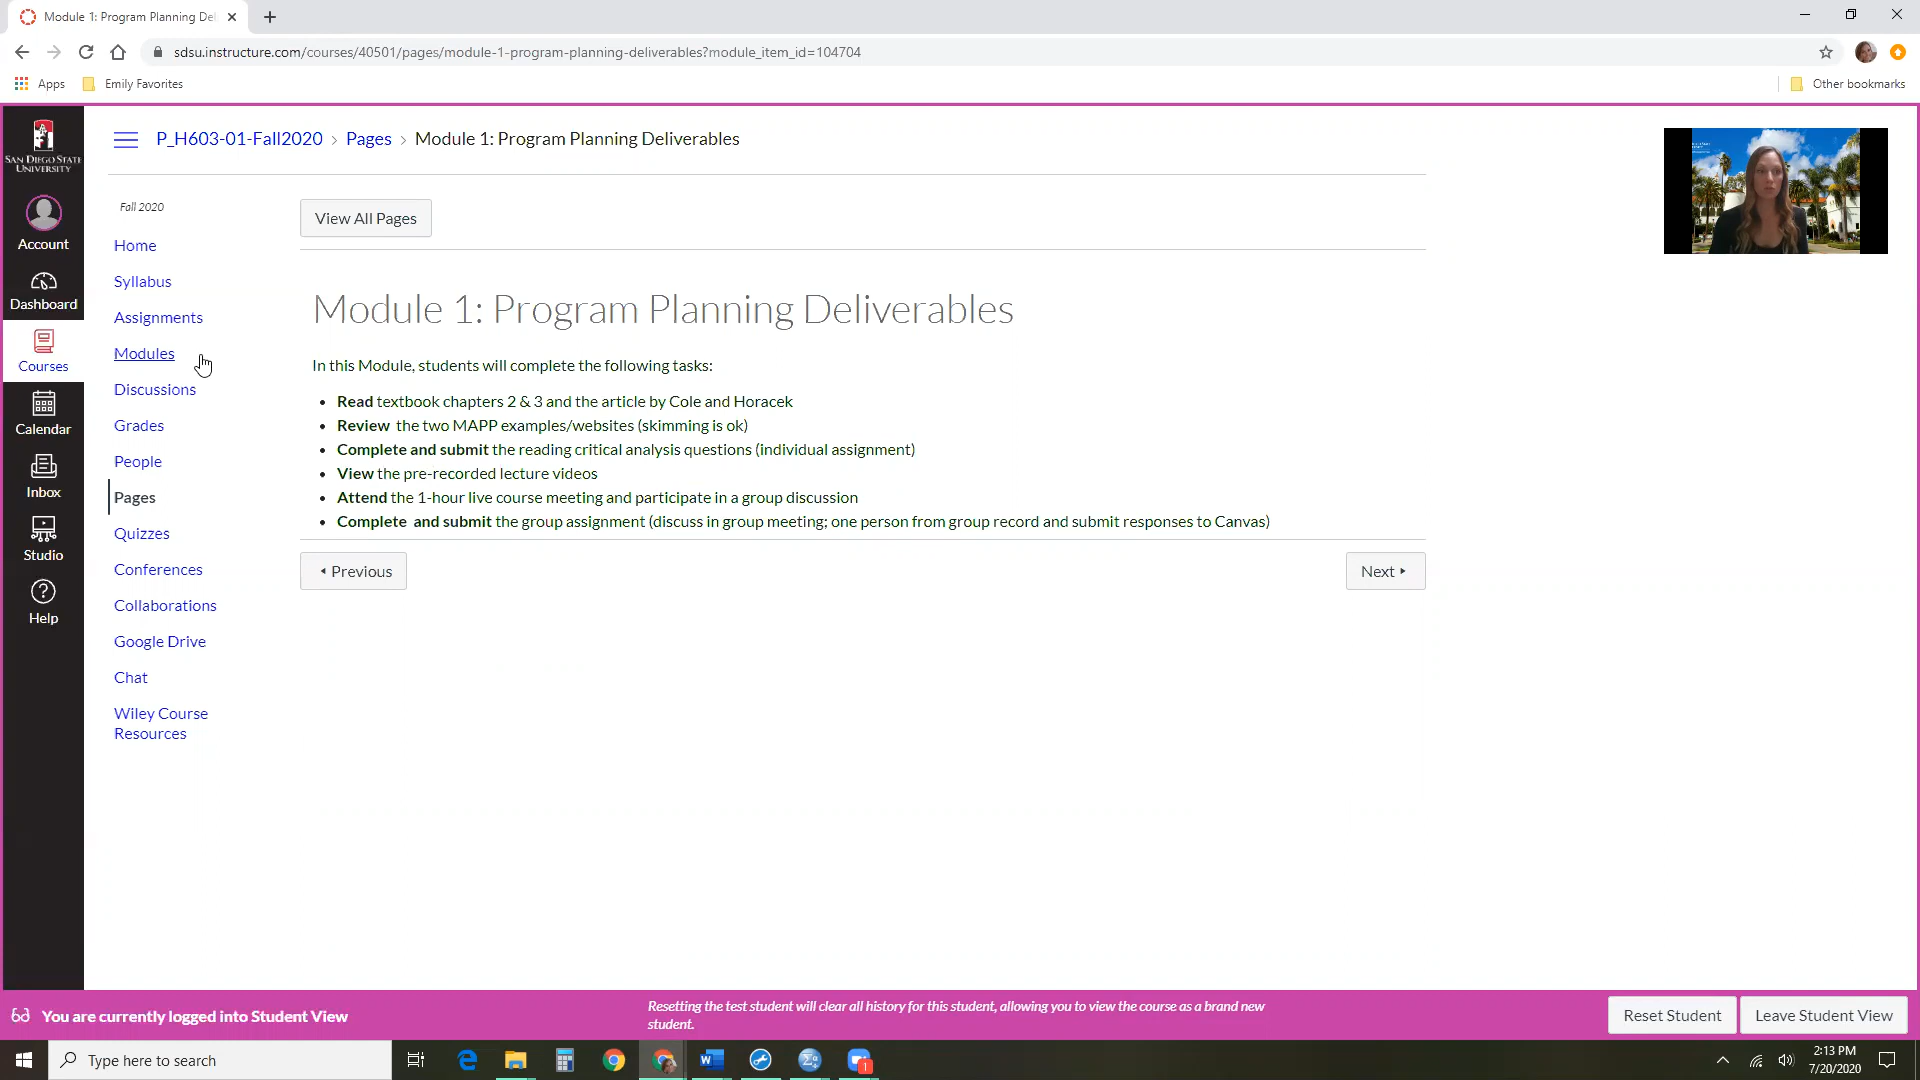 Module 1: Program Planning Del
sdsu.instructure.com/courses/40501/pages/module-1-program-planning-deliverables?module_item_id=104704
Apps
Emily Favorites
Other bookmarks
SAN DIEGO STATE
UNIVERSITY
Account
Dashboard
Courses
Calendar
Inbox
Studio
Help
P_H603-01-Fall2020 › Pages › Module 1: Program Planning Deliverables
Fall 2020
Home
Syllabus
Assignments
Modules
Discussions
Grades
People
Pages
Quizzes
Conferences
Collaborations
Google Drive
Chat
Wiley Course
Resources
View All Pages
Module 1: Program Planning Deliverables
In this Module, students will complete the following tasks:
• Read textbook chapters 2 & 3 and the article by Cole and Horacek
• Review the two MAPP examples/websites (skimming is ok)
• Complete and submit the reading critical analysis questions (individual assignment)
• View the pre-recorded lecture videos
• Attend the 1-hour live course meeting and participate in a group discussion
• Complete and submit the group assignment (discuss in group meeting; one person from group record and submit responses to Canvas)
Previous
Next
You are currently logged into Student View
Resetting the test student will clear all history for this student, allowing you to view the course as a brand new
student.
Reset Student
Leave Student View
Type here to search
1
2:13 PM
7/20/2020